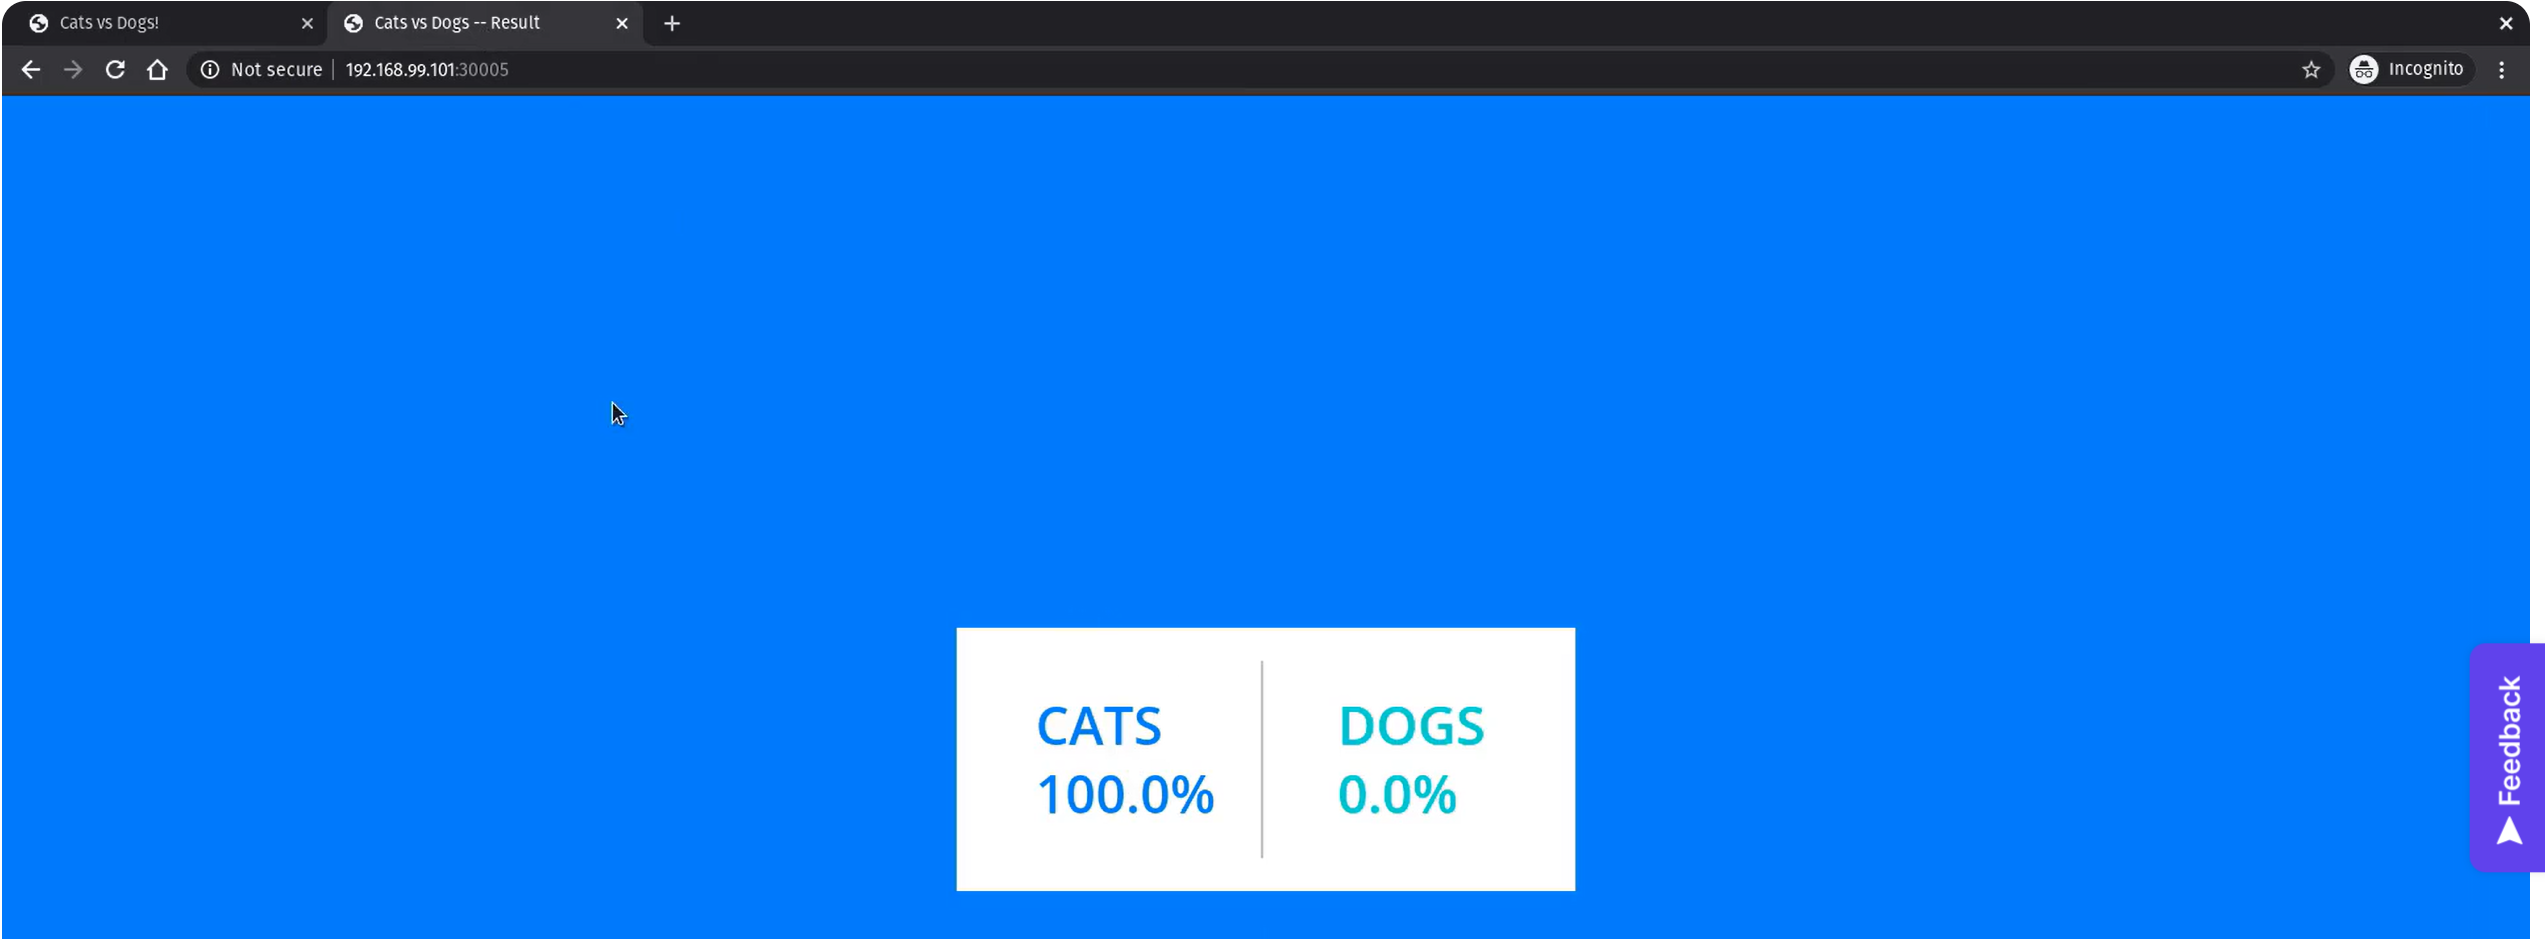 Cats vs Dogs!
Cats vs Dogs -- Result
Not secure
192.168.99.101:30005
Incognito
CATS
100.0%
DOGS
0.0%
Feedback